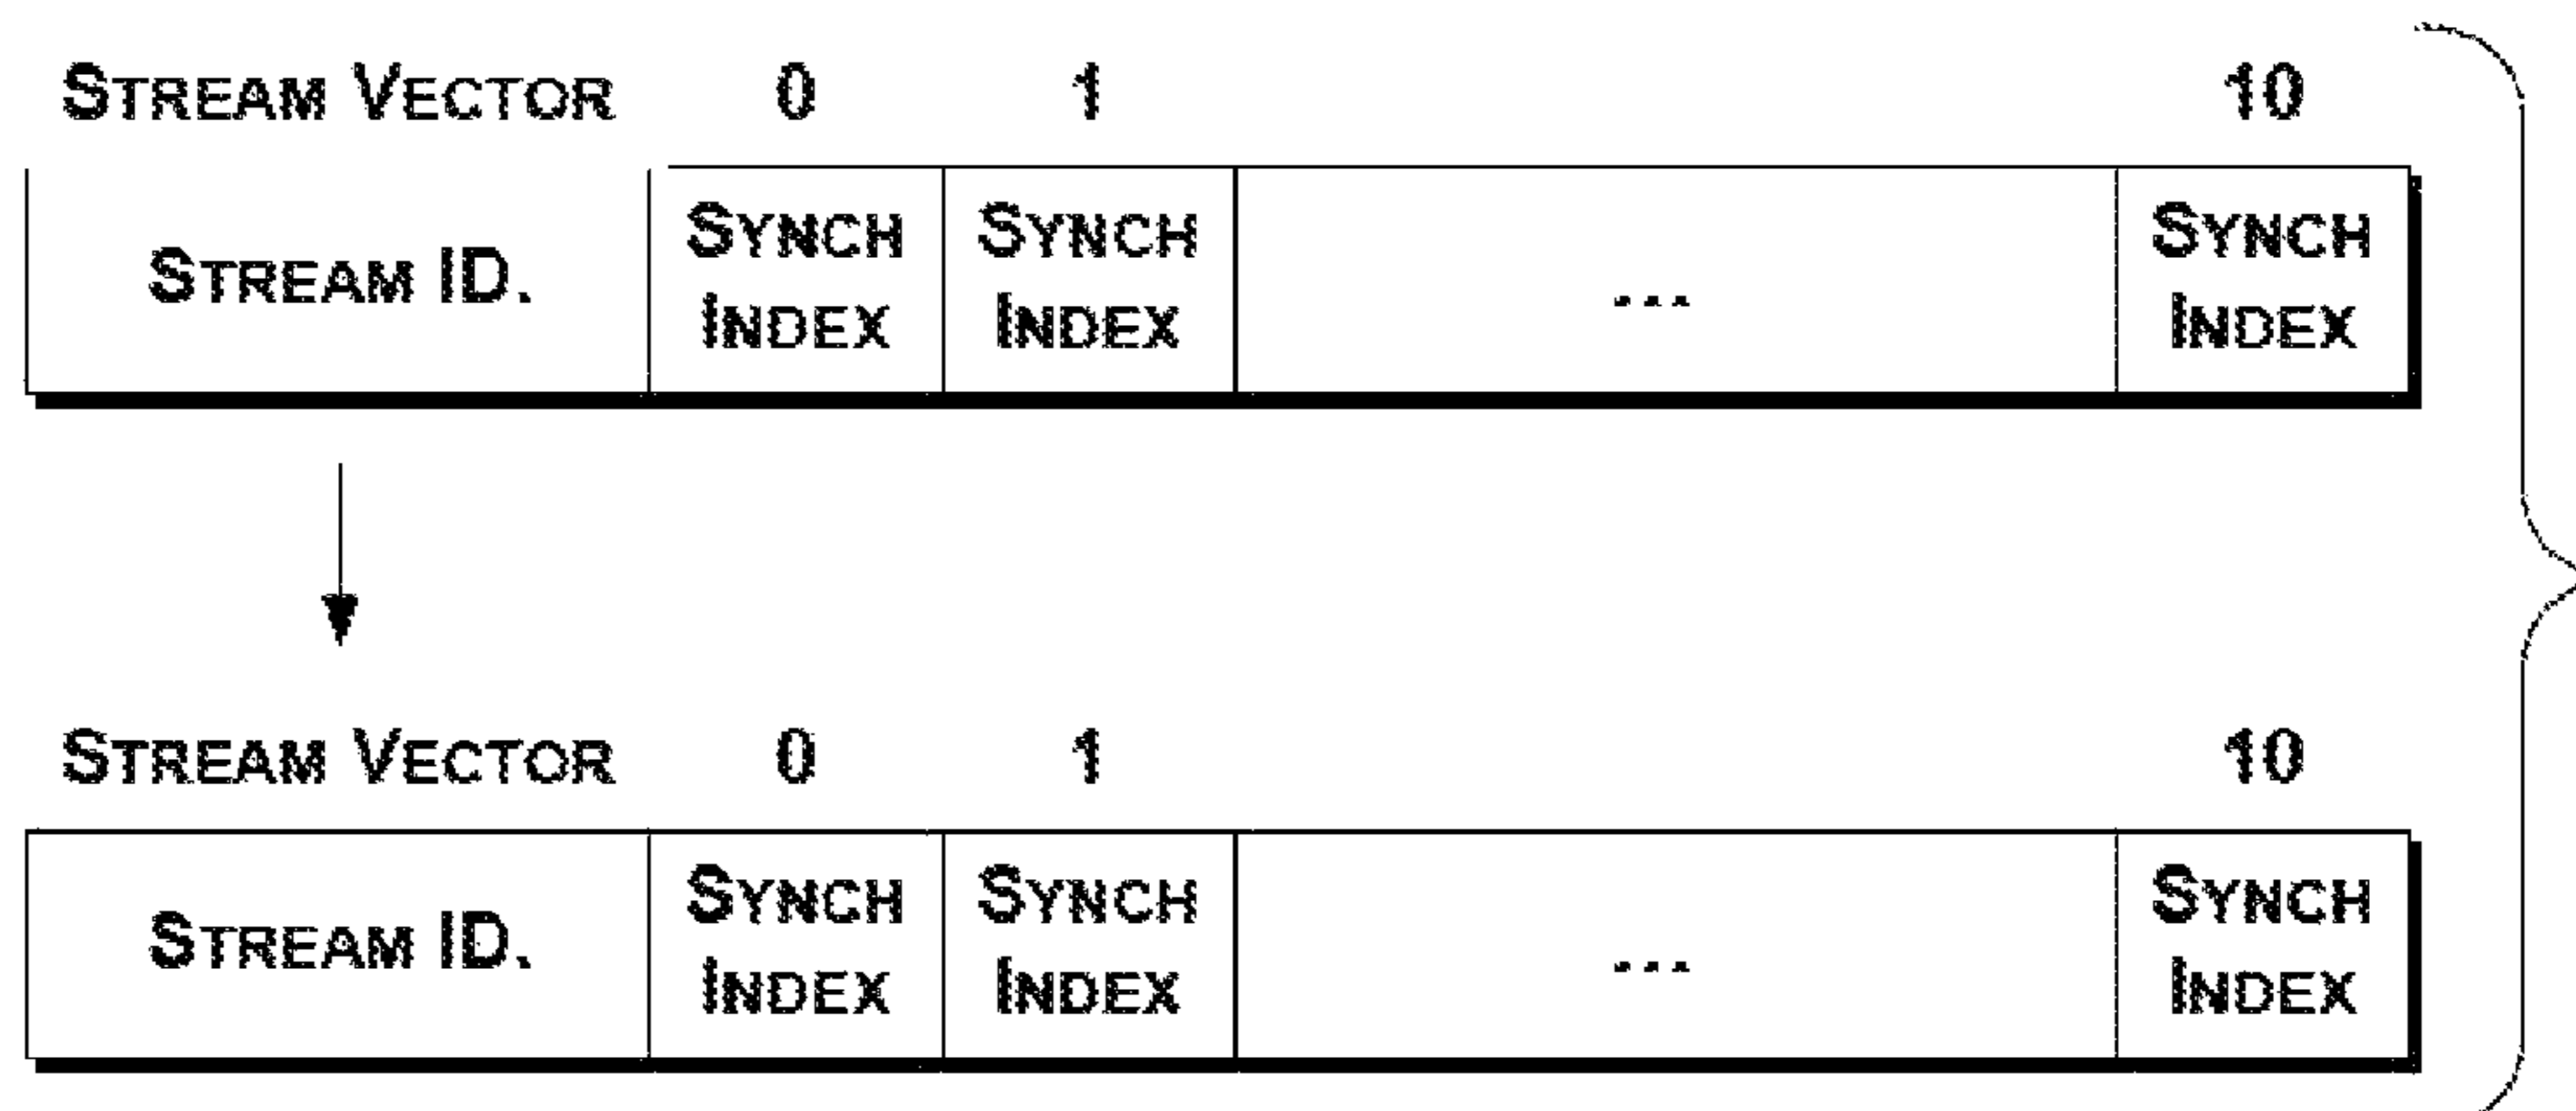 STREAM VECTOR 0 1 10
STREAM ID. SYNCH INDEX SYNCH INDEX ... SYNCH INDEX
STREAM VECTOR 0 1 10
STREAM ID. SYNCH INDEX SYNCH INDEX ... SYNCH INDEX